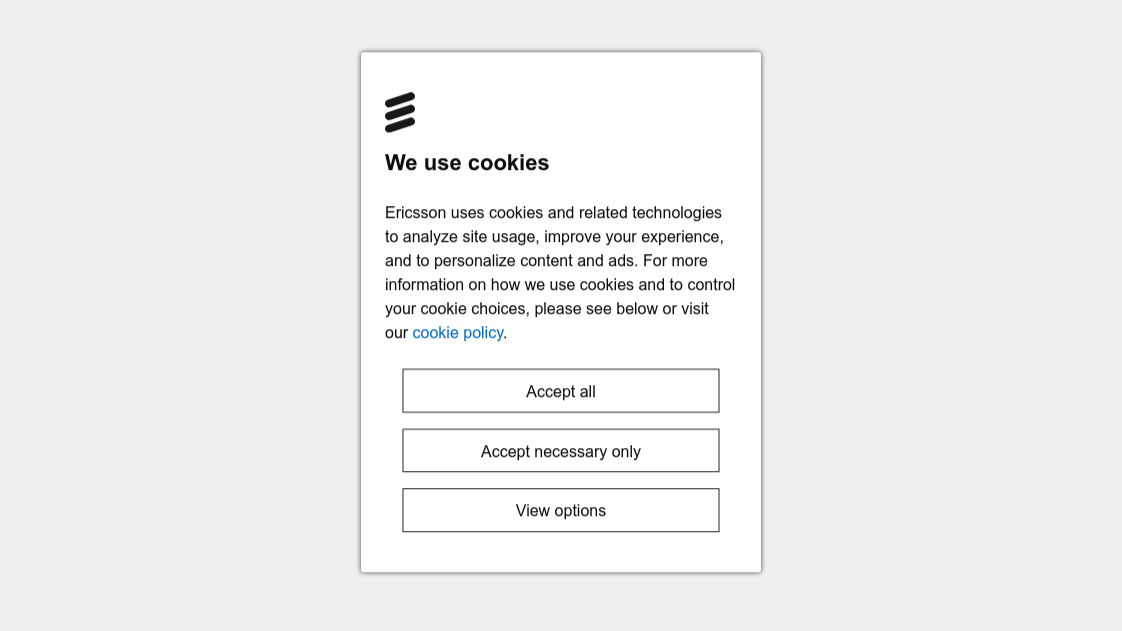 We use cookies
Ericsson uses cookies and related technologies
to analyze site usage, improve your experience,
and to personalize content and ads. For more
information on how we use cookies and to control
your cookie choices, please see below or visit
our cookie policy.
Accept all
Accept necessary only
View options